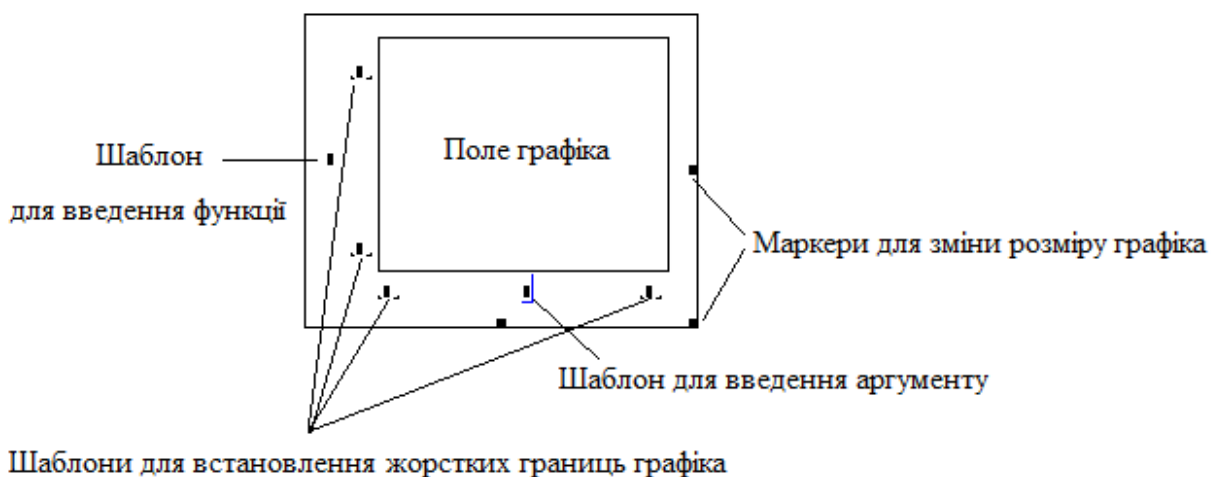 Поле графіка
Шаблон
для введення функції
Маркери для зміни розміру графіка
Шаблон для введення аргументу
Шаблони для встановлення жорстких границь графіка